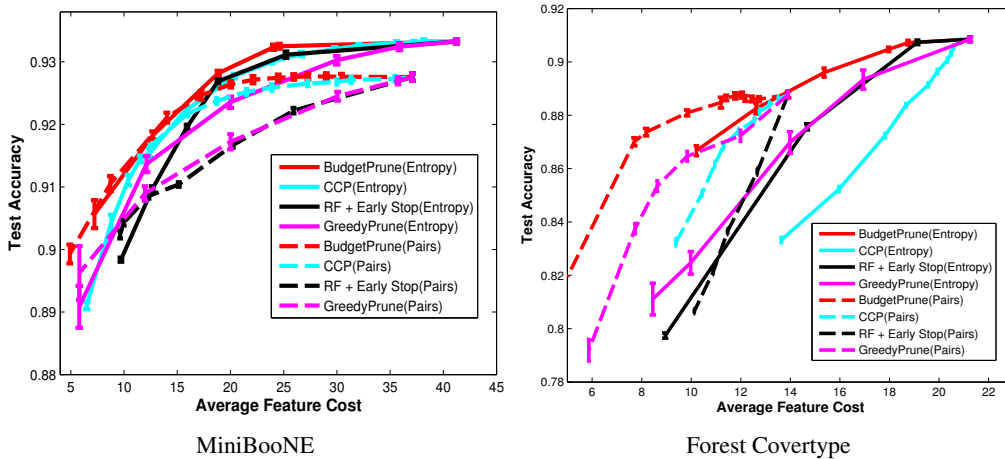 0.93
0.92
0.91
0.9
0.89
0.88
Test Accuracy
5 10 15 20 25 30 35 40 45
Average Feature Cost
BudgetPrune(Entropy)
CCP(Entropy)
RF + Early Stop(Entropy)
GreedyPrune(Entropy)
BudgetPrune(Pairs)
CCP(Pairs)
RF + Early Stop(Pairs)
GreedyPrune(Pairs)
MiniBooNE
0.92
0.9
0.88
0.86
0.84
0.82
0.8
0.78
Test Accuracy
6 8 10 12 14 16 18 20 22
Average Feature Cost
BudgetPrune(Entropy)
CCP(Entropy)
RF + Early Stop(Entropy)
GreedyPrune(Entropy)
BudgetPrune(Pairs)
CCP(Pairs)
RF + Early Stop(Pairs)
GreedyPrune(Pairs)
Forest Covertype